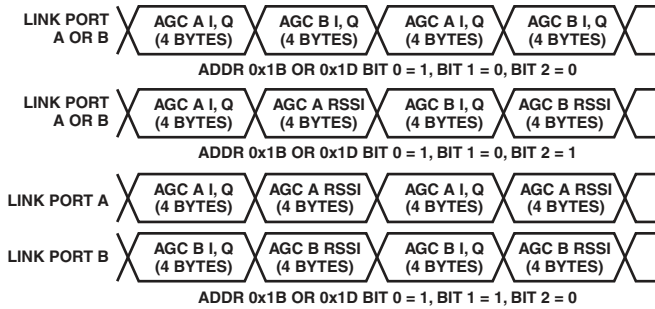 LINK PORT
A OR B
AGC A I, Q
(4 BYTES)
AGC B I, Q
(4 BYTES)
AGC A I, Q
(4 BYTES)
AGC B I, Q
(4 BYTES)
ADDR 0x1B OR 0x1D BIT 0 = 1, BIT 1 = 0, BIT 2 = 0
LINK PORT
A OR B
AGC A I, Q
(4 BYTES)
AGC A RSSI
(4 BYTES)
AGC B I, Q
(4 BYTES)
AGC B RSSI
(4 BYTES)
ADDR 0x1B OR 0x1D BIT 0 = 1, BIT 1 = 0, BIT 2 = 1
LINK PORT A
AGC A I, Q
(4 BYTES)
AGC A RSSI
(4 BYTES)
AGC A I, Q
(4 BYTES)
AGC A RSSI
(4 BYTES)
LINK PORT B
AGC B I, Q
(4 BYTES)
AGC B RSSI
(4 BYTES)
AGC B I, Q
(4 BYTES)
AGC B RSSI
(4 BYTES)
ADDR 0x1B OR 0x1D BIT 0 = 1, BIT 1 = 1, BIT 2 = 0